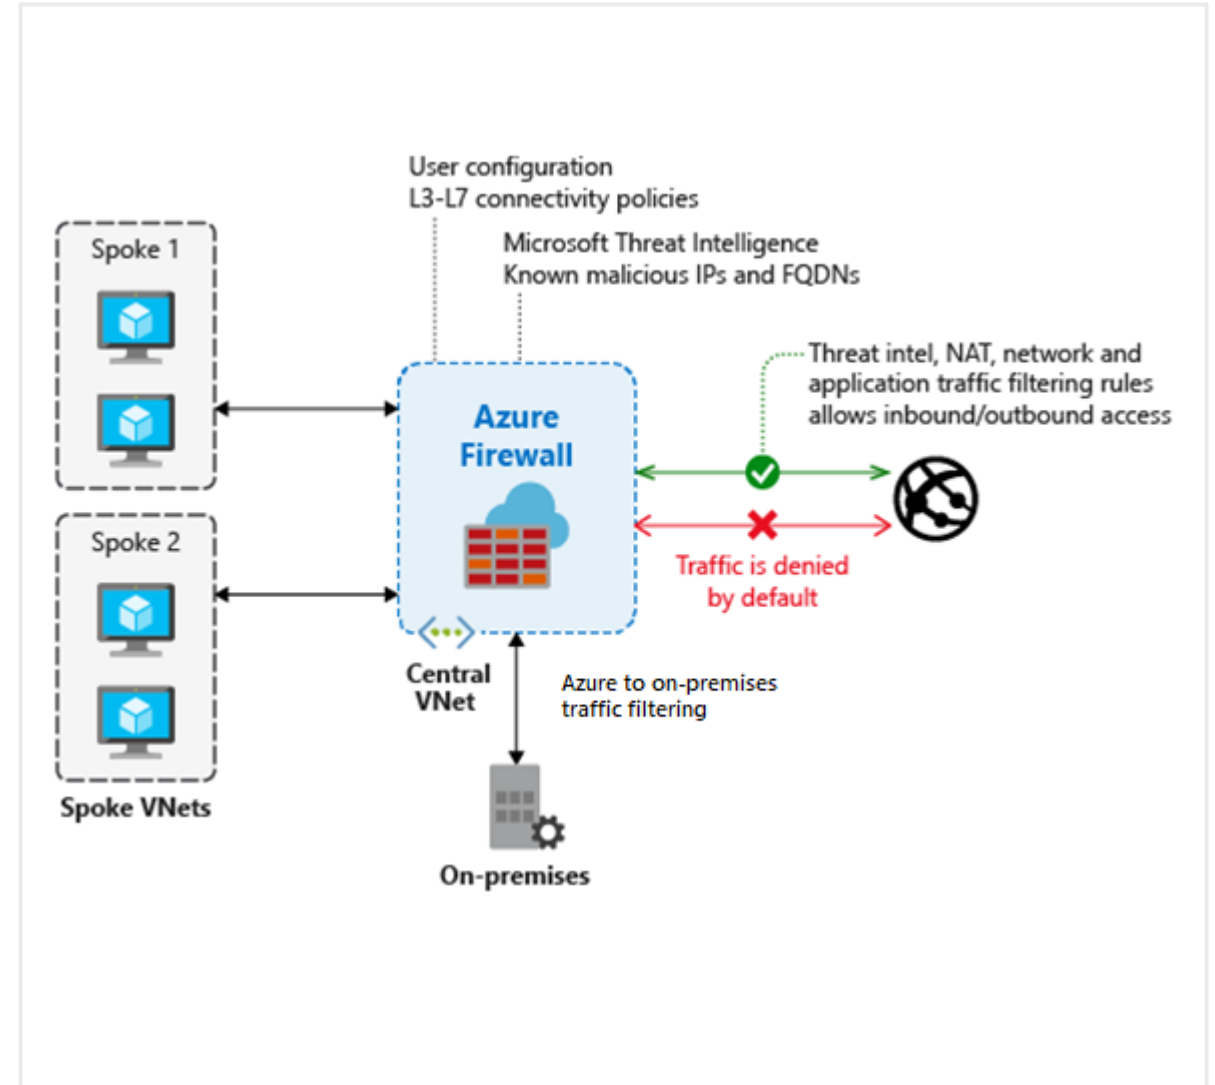 User configuration
L3-L7 connectivity policies
Microsoft Threat Intelligence
Known malicious IPs and FQDNs
Spoke 1
Threat intel, NAT, network and
application traffic filtering rules
allows inbound/outbound access
Azure
Firewall
Spoke 2
Traffic is denied
by default
Central
VNet
Azure to on-premises
traffic filtering
Spoke VNets
On-premises